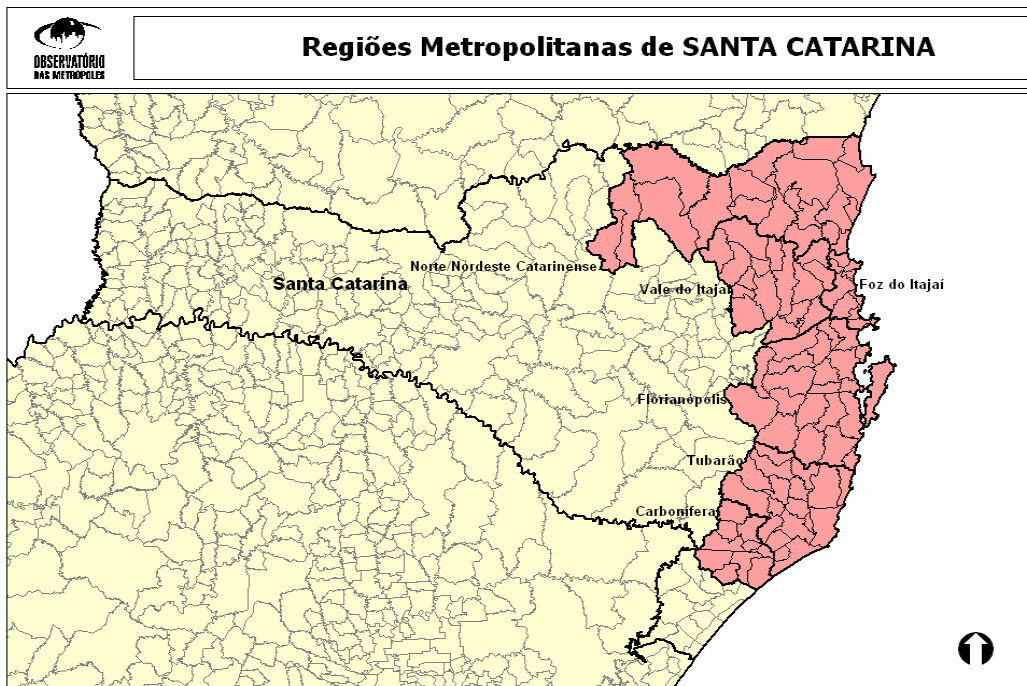 OBSERVATÓRIO
DAS METRÓPOLES
Regiões Metropolitanas de SANTA CATARINA
Norte/Nordeste Catarinense
Santa Catarina
Vale do Itajaí
Foz do Itajaí
Florianópolis
Tubarão
Carbonífera